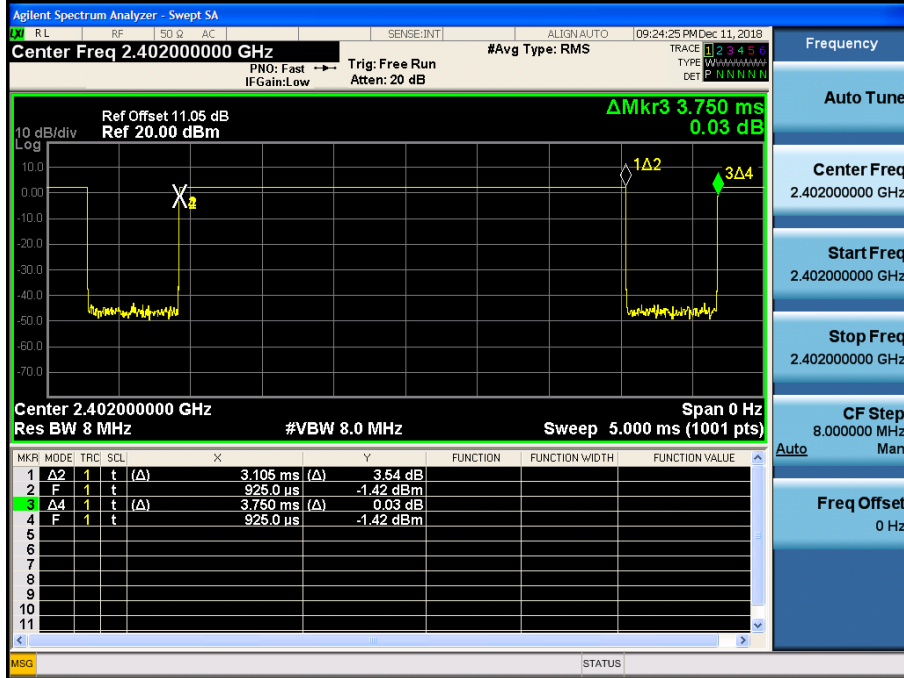 Agilent Spectrum Analyzer - Swept SA
LXI RL RF 50 Ω AC SENSE:INT ALIGN AUTO 09:24:25 PM Dec 11, 2018
Center Freq 2.402000000 GHz
#Avg Type: RMS
TRACE 1 2 3 4 5 6
PNO: Fast Trig: Free Run
TYPE WWWWWW
IFGain:Low Atten: 20 dB
DET P N N N N N
ΔMkr3 3.750 ms
0.03 dB
Ref Offset 11.05 dB
10 dB/div Ref 20.00 dBm
Log
10.0
0.00
-10.0
-20.0
-30.0
-40.0
-50.0
-60.0
-70.0
1Δ2
3Δ4
Center 2.402000000 GHz Span 0 Hz
Res BW 8 MHz #VBW 8.0 MHz Sweep 5.000 ms (1001 pts)
MKR MODE TRC SCL X Y FUNCTION FUNCTION WIDTH FUNCTION VALUE
1 Δ2 1 t (Δ) 3.105 ms (Δ) 3.54 dB
2 F 1 t 925.0 µs -1.42 dBm
3 Δ4 1 t (Δ) 3.750 ms (Δ) 0.03 dB
4 F 1 t 925.0 µs -1.42 dBm
5
6
7
8
9
10
11
MSG STATUS
Frequency
Auto Tune
Center Freq
2.402000000 GHz
Start Freq
2.402000000 GHz
Stop Freq
2.402000000 GHz
CF Step
8.000000 MHz
Auto Man
Freq Offset
0 Hz